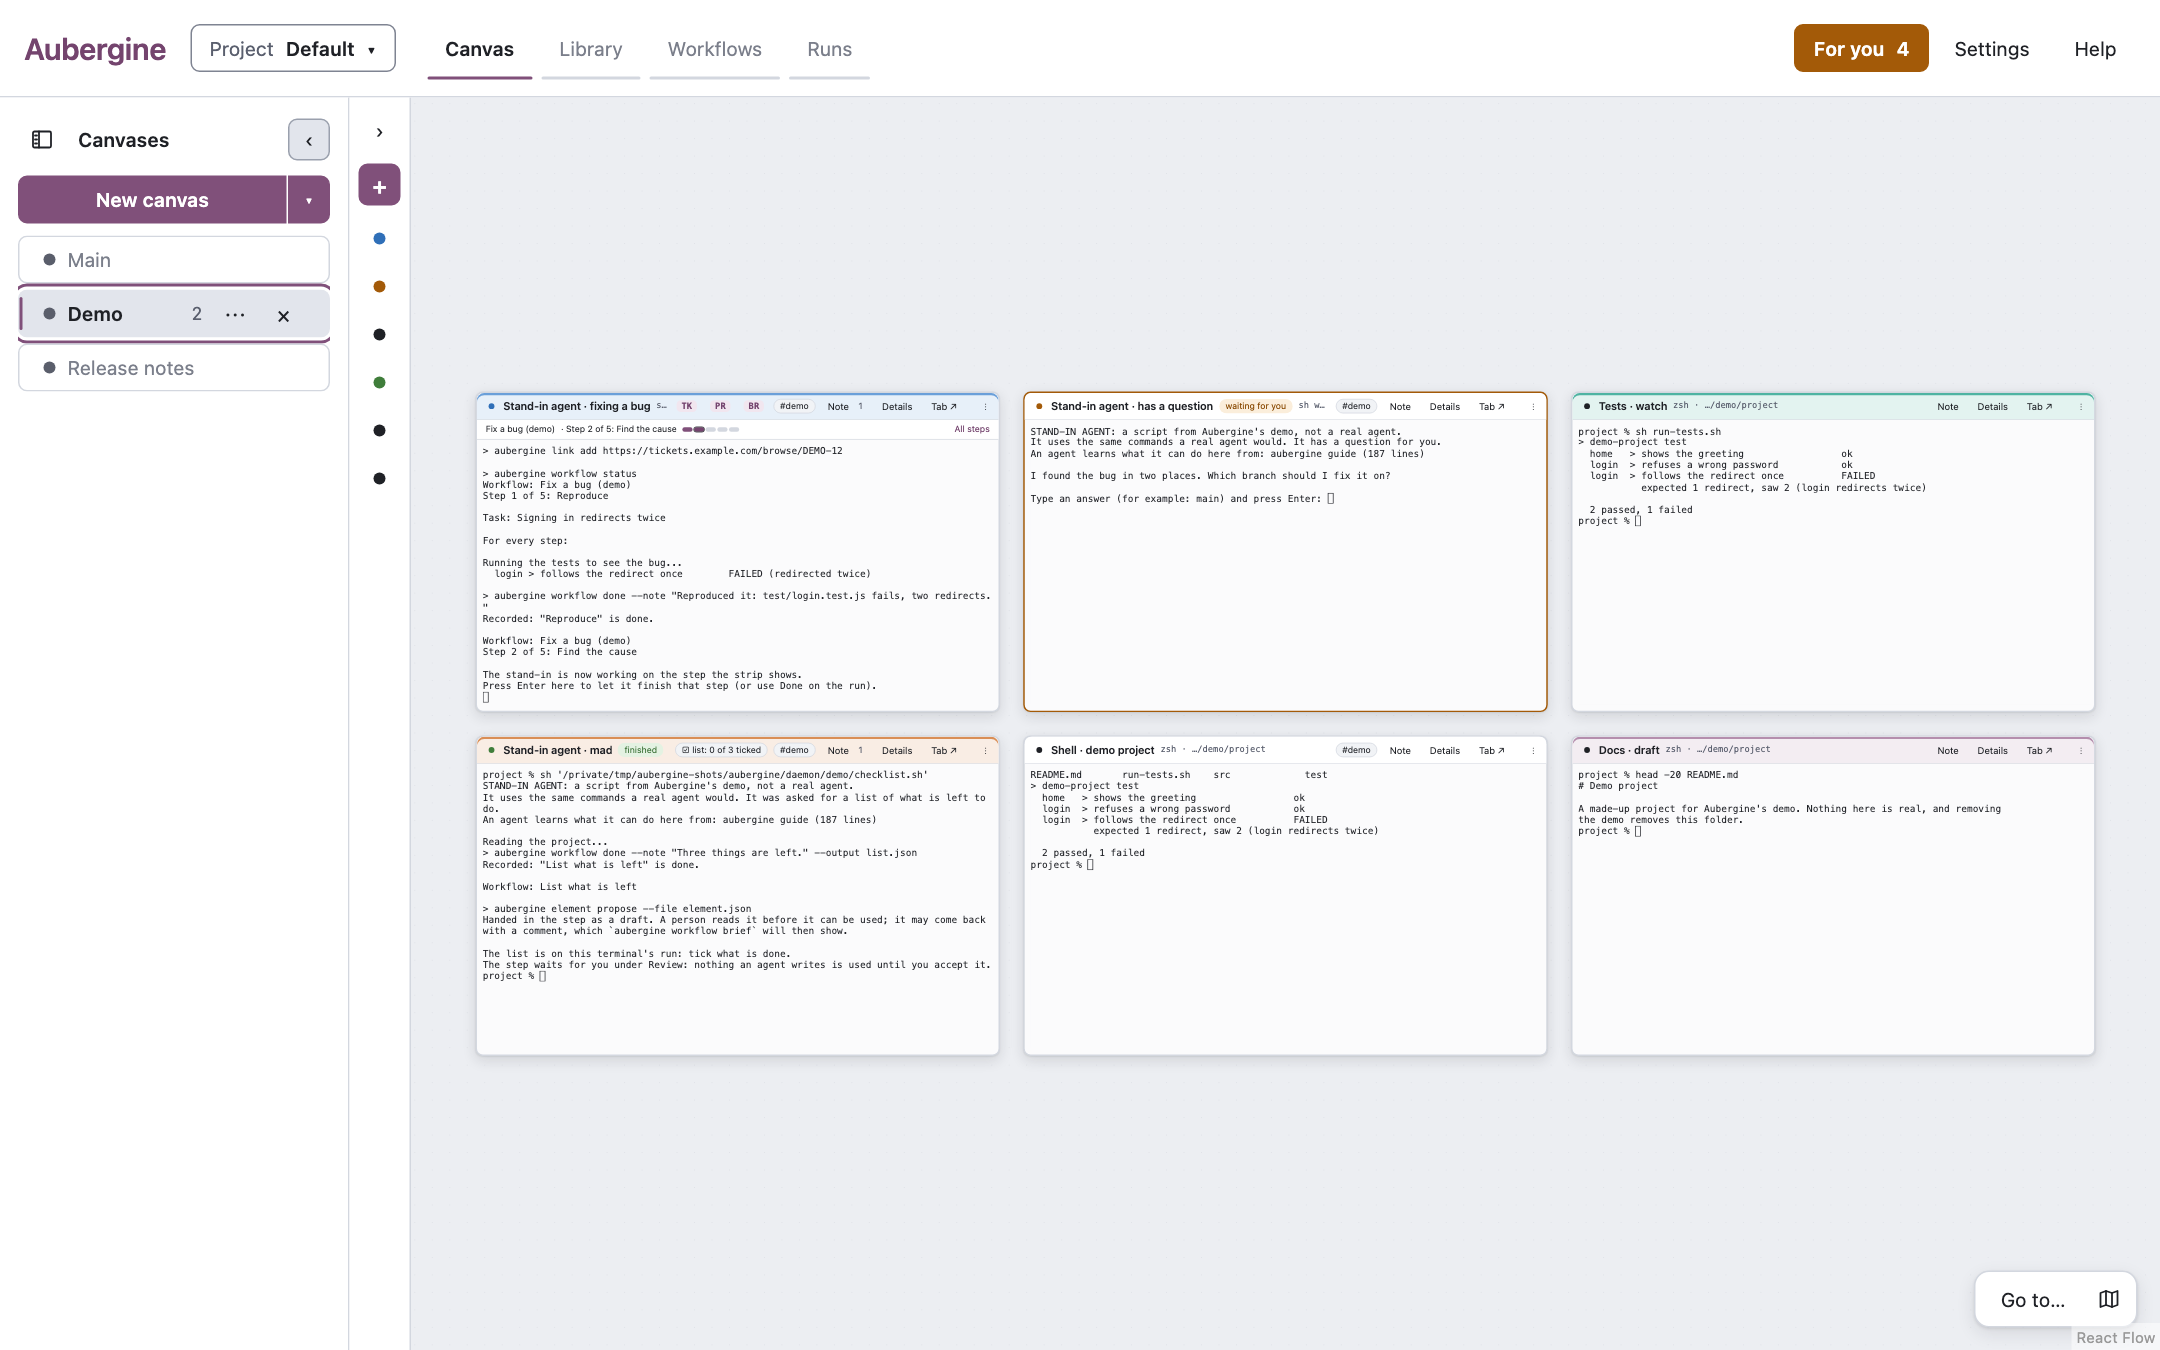 Aubergine
Project Default
Canvas
Library
Workflows
Runs
For you 4
Settings
Help
Canvases
New canvas
Main
Demo 2
Release notes
Stand-in agent · fixing a bug s… TK PR BR #demo Note 1 Details Tab ↗
Fix a bug (demo) · Step 2 of 5: Find the cause All steps
> aubergine link add https://tickets.example.com/browse/DEMO-12
> aubergine workflow status
Workflow: Fix a bug (demo)
Step 1 of 5: Reproduce
Task: Signing in redirects twice
For every step:
Running the tests to see the bug...
login > follows the redirect once FAILED (redirected twice)
> aubergine workflow done --note "Reproduced it: test/login.test.js fails, two redirects.
"
Recorded: "Reproduce" is done.
Workflow: Fix a bug (demo)
Step 2 of 5: Find the cause
The stand-in is now working on the step the strip shows.
Press Enter here to let it finish that step (or use Done on the run).
Stand-in agent · has a question waiting for you sh w… #demo Note Details Tab ↗
STAND-IN AGENT: a script from Aubergine's demo, not a real agent.
It uses the same commands a real agent would. It has a question for you.
An agent learns what it can do here from: aubergine guide (187 lines)
I found the bug in two places. Which branch should I fix it on?
Type an answer (for example: main) and press Enter:
Tests · watch zsh · …/demo/project Note Details Tab ↗
project % sh run-tests.sh
> demo-project test
home > shows the greeting ok
login > refuses a wrong password ok
login > follows the redirect once FAILED
expected 1 redirect, saw 2 (login redirects twice)
2 passed, 1 failed
project %
Stand-in agent · mad finished list: 0 of 3 ticked #demo Note 1 Details Tab ↗
project % sh '/private/tmp/aubergine-shots/aubergine/daemon/demo/checklist.sh'
STAND-IN AGENT: a script from Aubergine's demo, not a real agent.
It uses the same commands a real agent would. It was asked for a list of what is left to
do.
An agent learns what it can do here from: aubergine guide (187 lines)
Reading the project...
> aubergine workflow done --note "Three things are left." --output list.json
Recorded: "List what is left" is done.
Workflow: List what is left
> aubergine element propose --file element.json
Handed in the step as a draft. A person reads it before it can be used; it may come back
with a comment, which `aubergine workflow brief` will then show.
The list is on this terminal's run: tick what is done.
The step waits for you under Review: nothing an agent writes is used until you accept it.
project %
Shell · demo project zsh · …/demo/project #demo Note Details Tab ↗
README.md run-tests.sh src test
> demo-project test
home > shows the greeting ok
login > refuses a wrong password ok
login > follows the redirect once FAILED
expected 1 redirect, saw 2 (login redirects twice)
2 passed, 1 failed
project %
Docs · draft zsh · …/demo/project Note Details Tab ↗
project % head -20 README.md
# Demo project
A made-up project for Aubergine's demo. Nothing here is real, and removing
the demo removes this folder.
project %
Go to...
React Flow